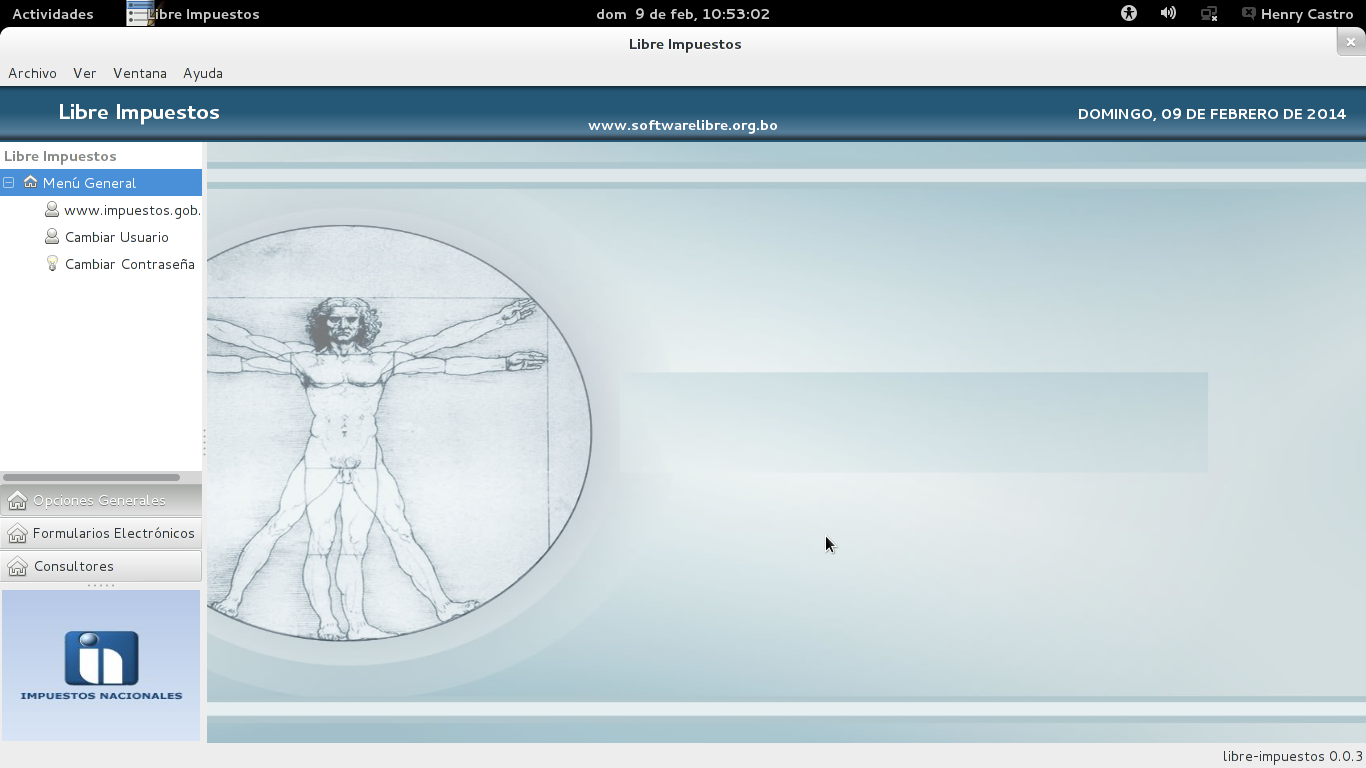 Actividades
Libre Impuestos
dom 9 de feb, 10:53:02
Henry Castro
Libre Impuestos
Archivo Ver Ventana Ayuda
Libre Impuestos
www.softwarelibre.org.bo
DOMINGO, 09 DE FEBRERO DE 2014
Libre Impuestos
Menú General
www.impuestos.gob.
Cambiar Usuario
Cambiar Contraseña
Opciones Generales
Formularios Electrónicos
Consultores
in
IMPUESTOS NACIONALES
libre-impuestos 0.0.3